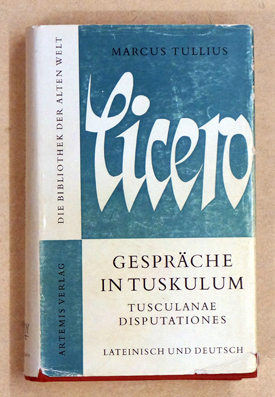 MARCUS TULLIUS
Cicero
GESPRÄCHE
IN TUSKULUM
TUSCULANAE
DISPUTATIONES
LATEINISCH UND DEUTSCH
DIE BIBLIOTHEK DER ALTEN WELT
ARTEMIS VERLAG